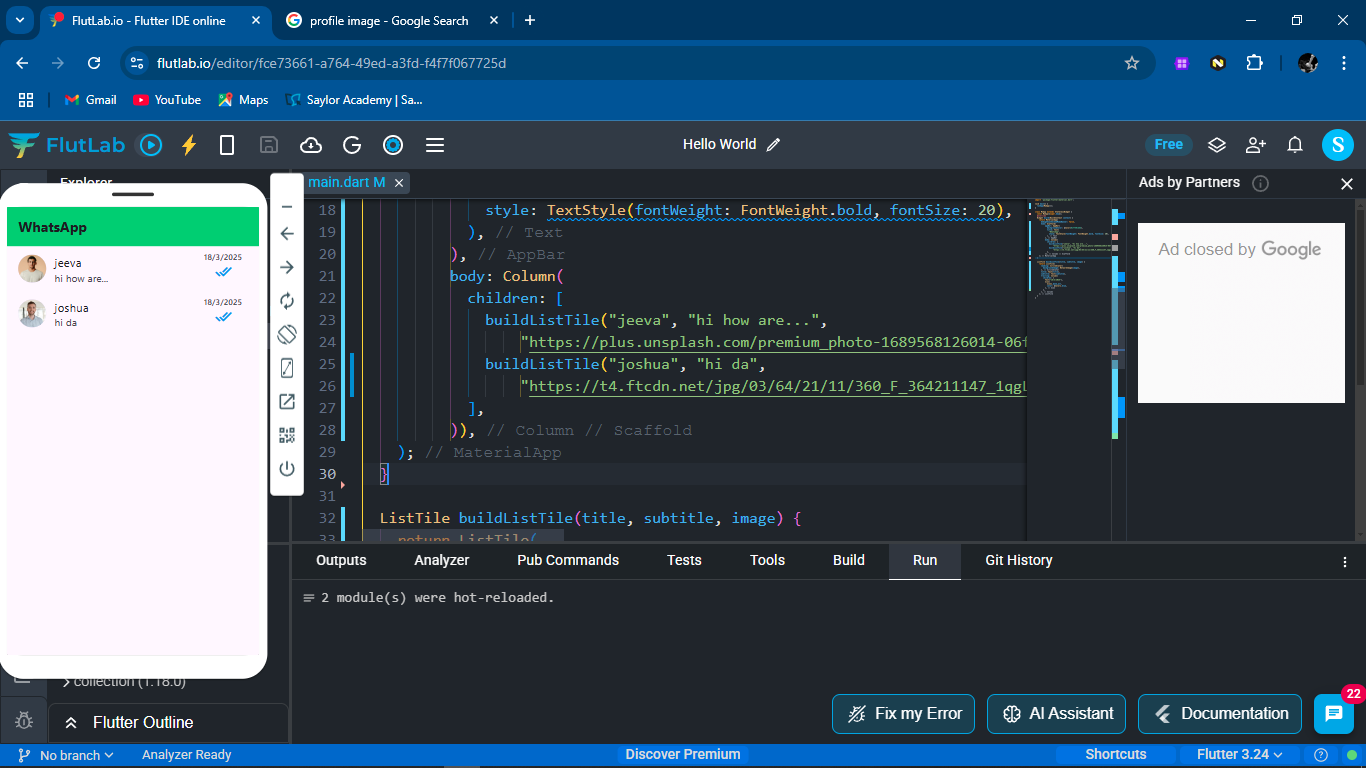 FlutLab.io - Flutter IDE online
profile image - Google Search
flutlab.io/editor/fce73661-a764-49ed-a3fd-f4f7f067725d
Gmail
YouTube
Maps
Saylor Academy | Sa...
FlutLab
Hello World
Free
S
Explorer
main.dart M
Ads by Partners
Ad closed by Google
WhatsApp
jeeva
18/3/2025
hi how are...
joshua
18/3/2025
hi da
18 style: TextStyle(fontWeight: FontWeight.bold, fontSize: 20),
19 ), // Text
20 ), // AppBar
21 body: Column(
22 children: [
23 buildListTile("jeeva", "hi how are...",
24 "https://plus.unsplash.com/premium_photo-1689568126014-06f
25 buildListTile("joshua", "hi da",
26 "https://t4.ftcdn.net/jpg/03/64/21/11/360_F_364211147_1qgL
27 ],
28 )), // Column // Scaffold
29 ); // MaterialApp
30 }
31
32 ListTile buildListTile(title, subtitle, image) {
33 return ListTile(
Outputs
Analyzer
Pub Commands
Tests
Tools
Build
Run
Git History
2 module(s) were hot-reloaded.
collection (1.18.0)
Flutter Outline
Fix my Error
AI Assistant
Documentation
22
No branch
Analyzer Ready
Discover Premium
Shortcuts
Flutter 3.24